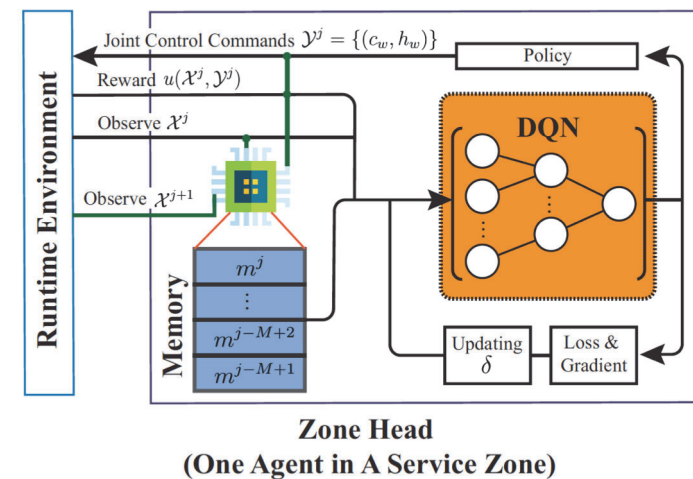 Joint Control Commands 𝒴^j = {(c_w, h_w)}
Policy
Reward u(𝒳^j, 𝒴^j)
DQN
Observe 𝒳^j
Observe 𝒳^{j+1}
Runtime Environment
Memory
m^j
⋮
m^{j-M+2}
m^{j-M+1}
Updating
δ
Loss &
Gradient
Zone Head
(One Agent in A Service Zone)